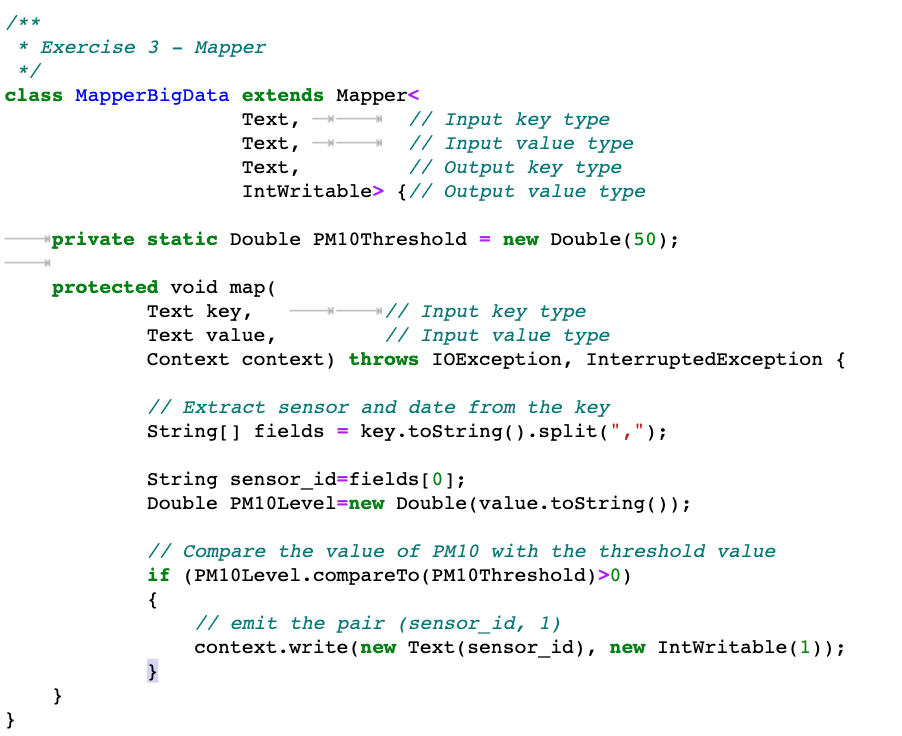 /**
 * Exercise 3 - Mapper
 */
class MapperBigData extends Mapper<
                    Text,         // Input key type
                    Text,         // Input value type
                    Text,         // Output key type
                    IntWritable> {// Output value type

    private static Double PM10Threshold = new Double(50);

    protected void map(
            Text key,           // Input key type
            Text value,         // Input value type
            Context context) throws IOException, InterruptedException {

            // Extract sensor and date from the key
            String[] fields = key.toString().split(",");

            String sensor_id=fields[0];
            Double PM10Level=new Double(value.toString());

            // Compare the value of PM10 with the threshold value
            if (PM10Level.compareTo(PM10Threshold)>0)
            {
                // emit the pair (sensor_id, 1)
                context.write(new Text(sensor_id), new IntWritable(1));
            }
    }
}